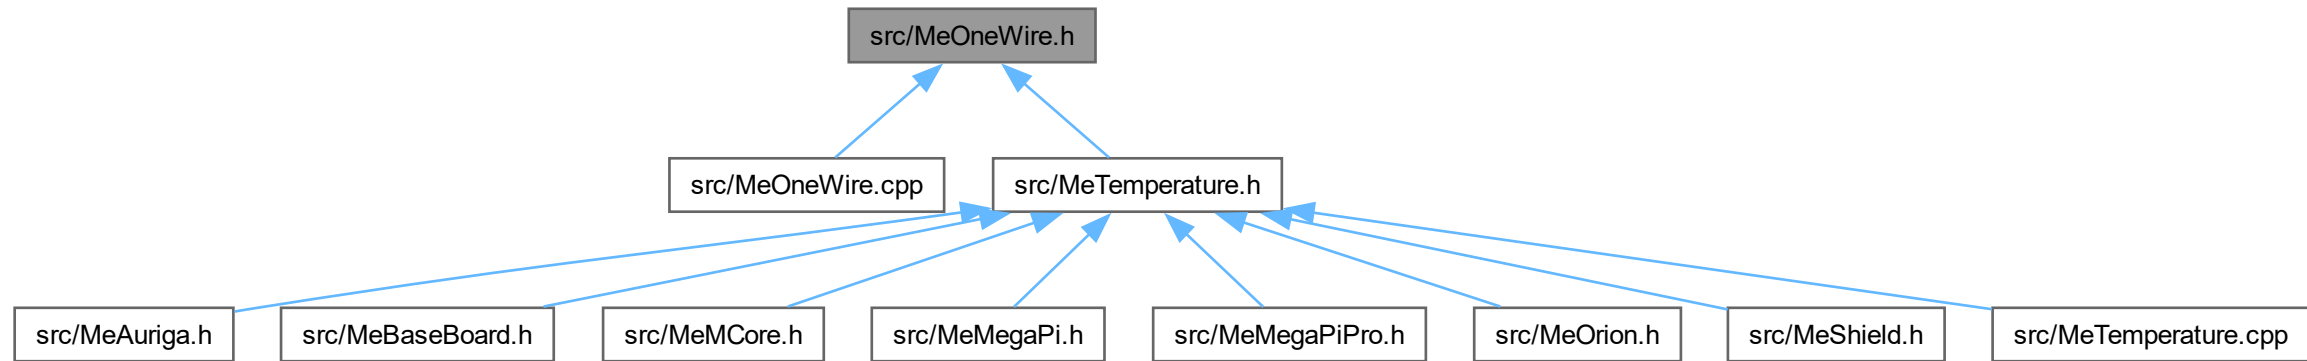 src/MeOneWire.h
src/MeOneWire.cpp
src/MeTemperature.h
src/MeAuriga.h
src/MeBaseBoard.h
src/MeMCore.h
src/MeMegaPi.h
src/MeMegaPiPro.h
src/MeOrion.h
src/MeShield.h
src/MeTemperature.cpp